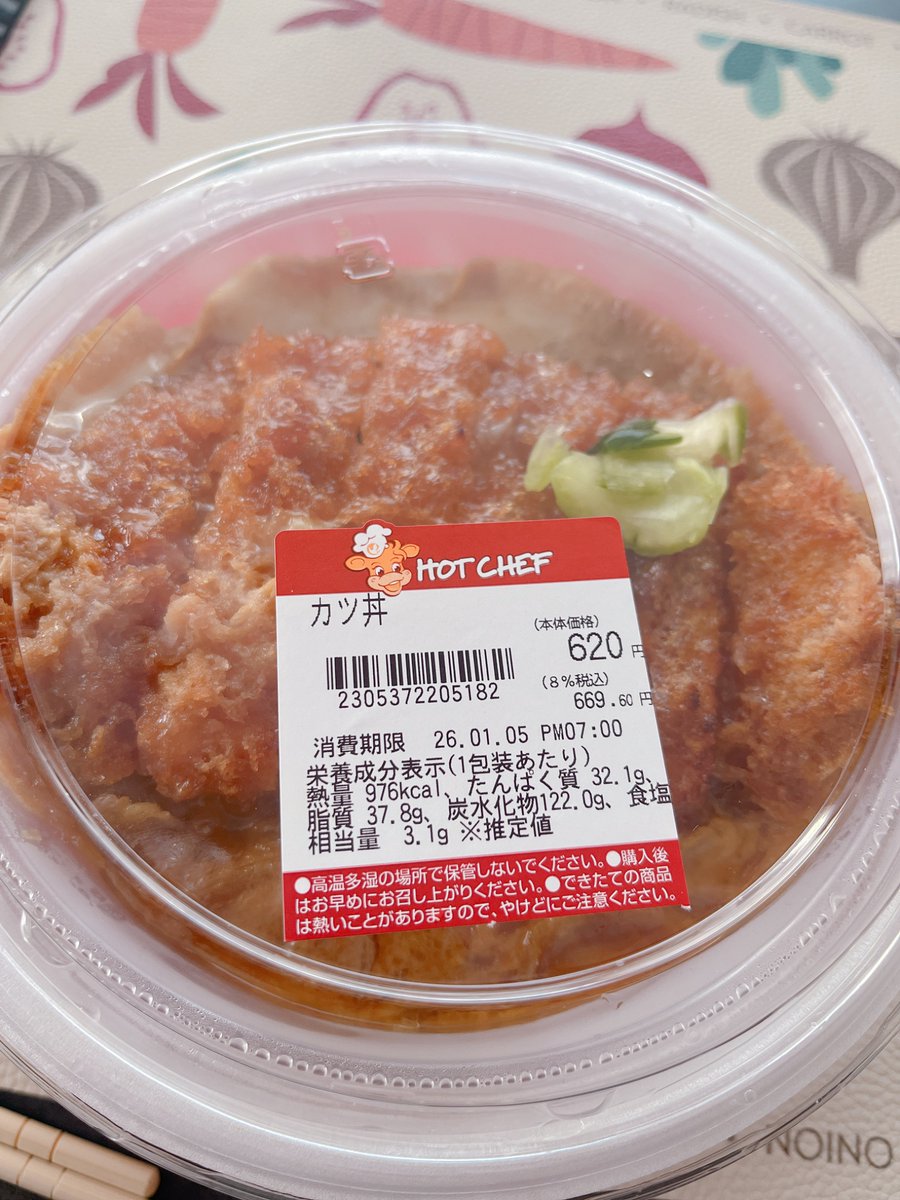 HOT CHEF
カツ丼
(本体価格)
620円
(8%税込)
669.60円
2305372205182
消費期限 26.01.05 PM07:00
栄養成分表示(1包装あたり)
熱量 976kcal、たんぱく質 32.1g、
脂質 37.8g、炭水化物122.0g、食塩
相当量 3.1g ※推定値
●高温多湿の場所で保管しないでください。●購入後
はお早めにお召し上がりください。●できたての商品
は熱いことがありますので、やけどにご注意ください。
ONION